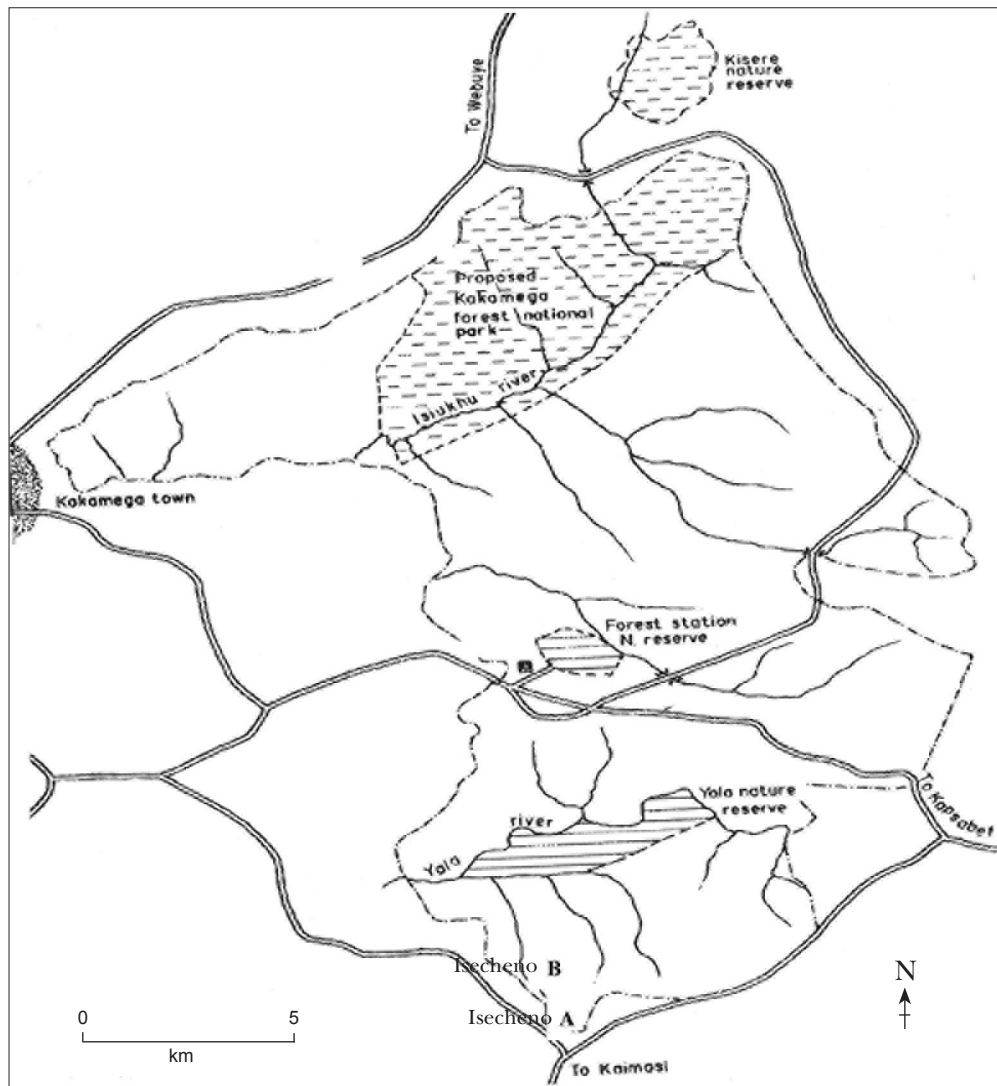 Kisere
nature
reserve
To Webuye
Proposed
Kakamega
forest national
park
Isiukhu river
Kakamega town
Forest station
N. reserve
To Kapsabet
Yala nature
reserve
river
Yala
Isecheno B
N
Isecheno A
0 5
km
To Kaimosi